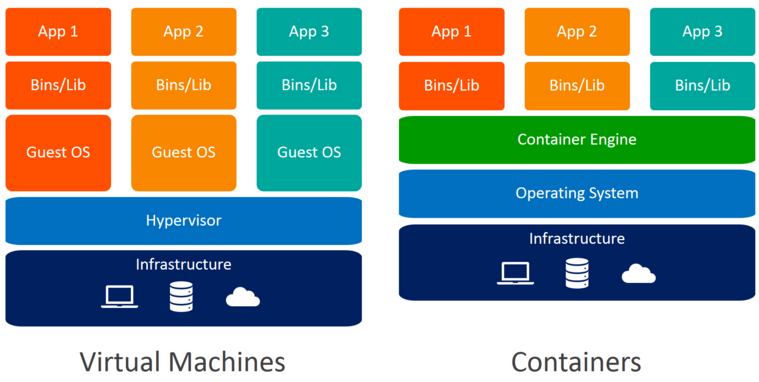 App 1
App 2
App 3
Bins/Lib
Bins/Lib
Bins/Lib
Guest OS
Guest OS
Guest OS
Hypervisor
Infrastructure
Virtual Machines
App 1
App 2
App 3
Bins/Lib
Bins/Lib
Bins/Lib
Container Engine
Operating System
Infrastructure
Containers